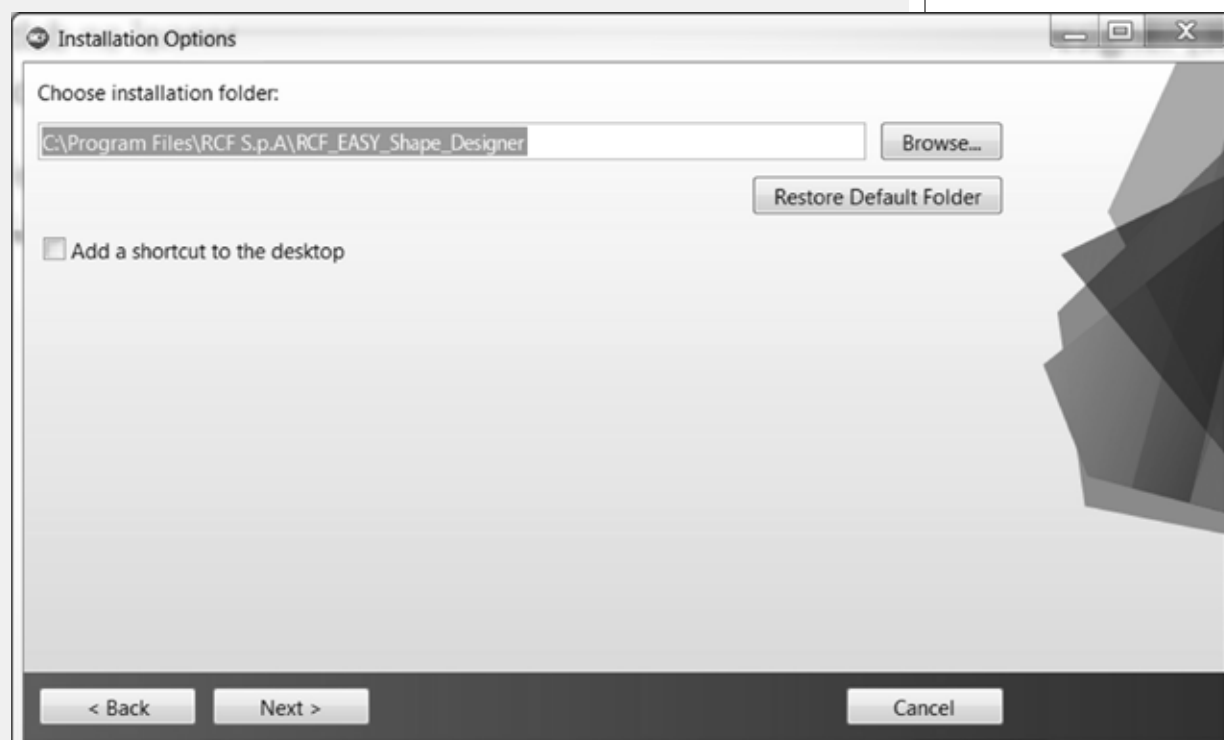 Installation Options
Choose installation folder:
C:\Program Files\RCF S.p.A\RCF_EASY_Shape_Designer
Browse...
Restore Default Folder
Add a shortcut to the desktop
< Back Next > Cancel